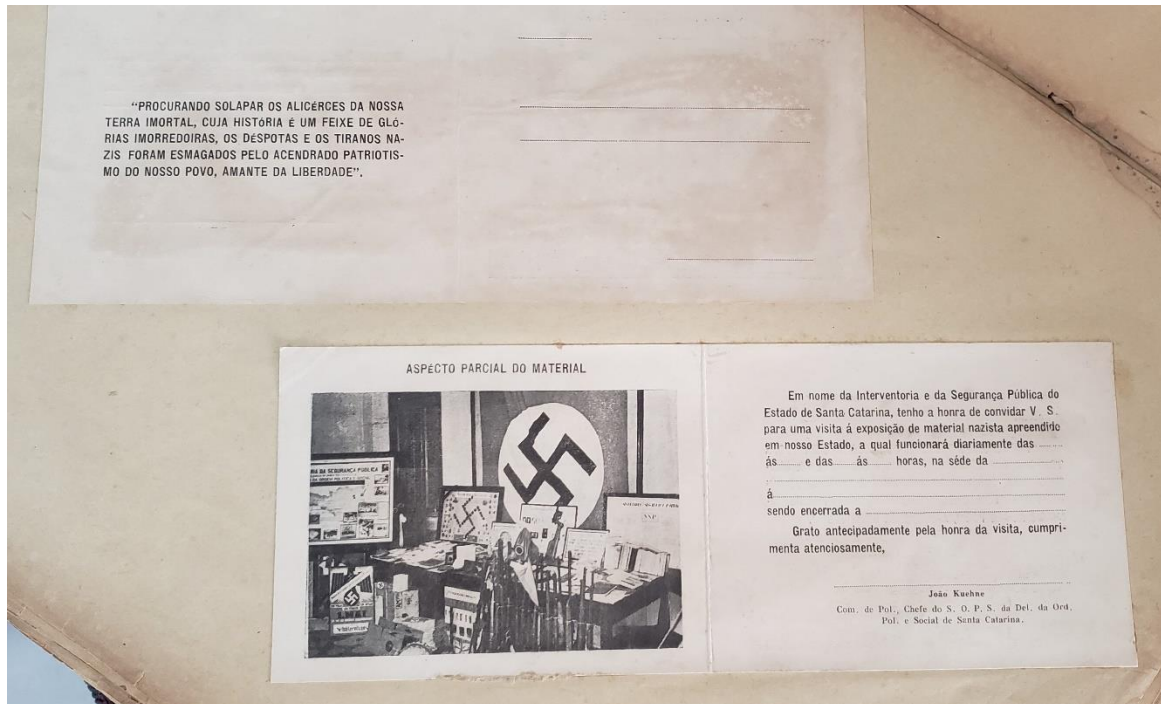 “PROCURANDO SOLAPAR OS ALICÉRCES DA NOSSA
TERRA IMORTAL, CUJA HISTÓRIA É UM FEIXE DE GLÓ-
RIAS IMORREDOIRAS, OS DÉSPOTAS E OS TIRANOS NA-
ZIS FORAM ESMAGADOS PELO ACENDRADO PATRIOTIS-
MO DO NOSSO POVO, AMANTE DA LIBERDADE”.
ASPÉCTO PARCIAL DO MATERIAL
DA SEGURANÇA PÚBLICA
Em nome da Interventoria e da Segurança Pública do
Estado de Santa Catarina, tenho a honra de convidar V. S.
para uma visita á exposição de material nazista apreendido
em nosso Estado, a qual funcionará diariamente das ........
ás ........ e das ........ ás ........ horas, na séde da ........
á ........
sendo encerrada a ........
Grato antecipadamente pela honra da visita, cumpri-
menta atenciosamente,
João Kuehne
Com. de Pol., Chefe do S. O. P. S. da Del. da Ord.
Pol. e Social de Santa Catarina.